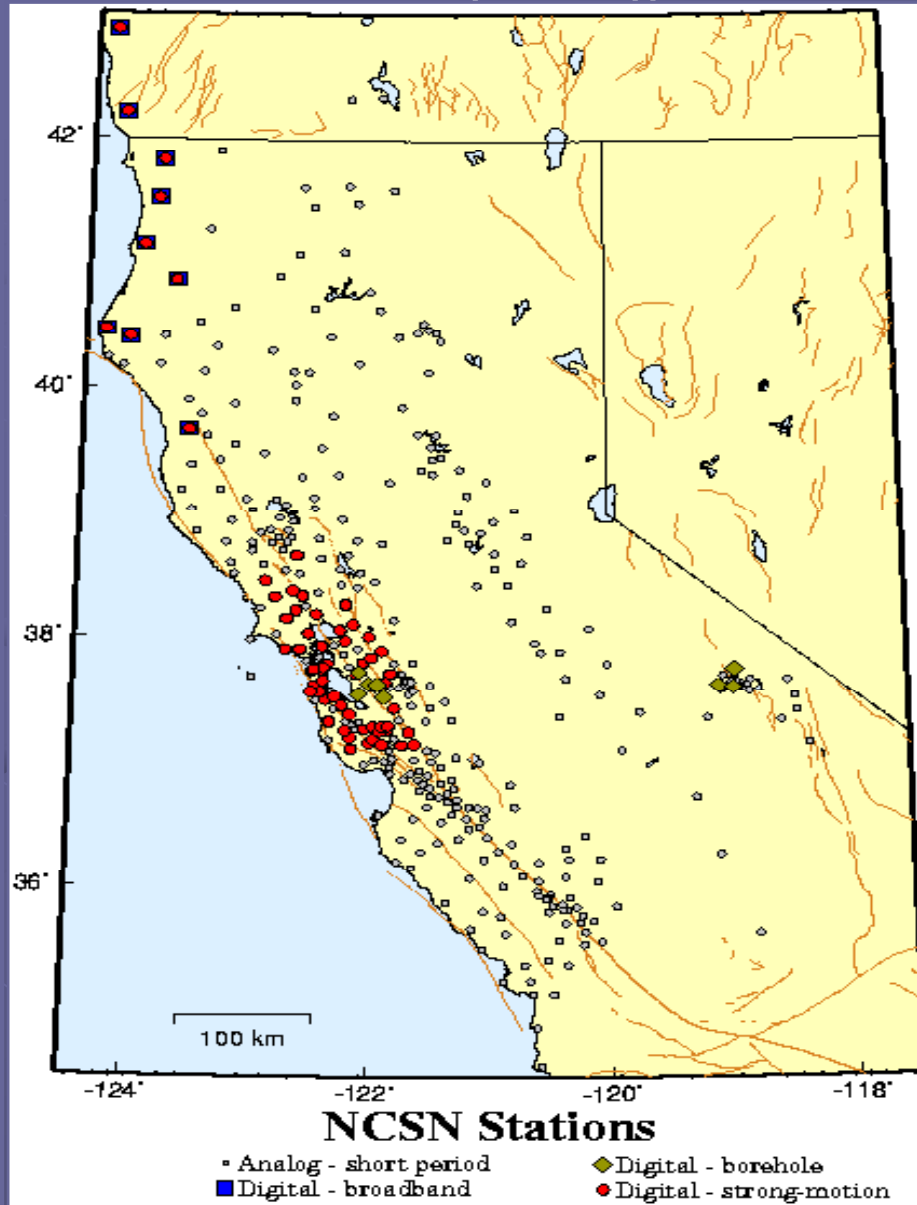 42°
40°
38°
36°
100 km
-124° -122° -120° -118°
NCSN Stations
Analog - short period Digital - borehole
Digital - broadband Digital - strong-motion